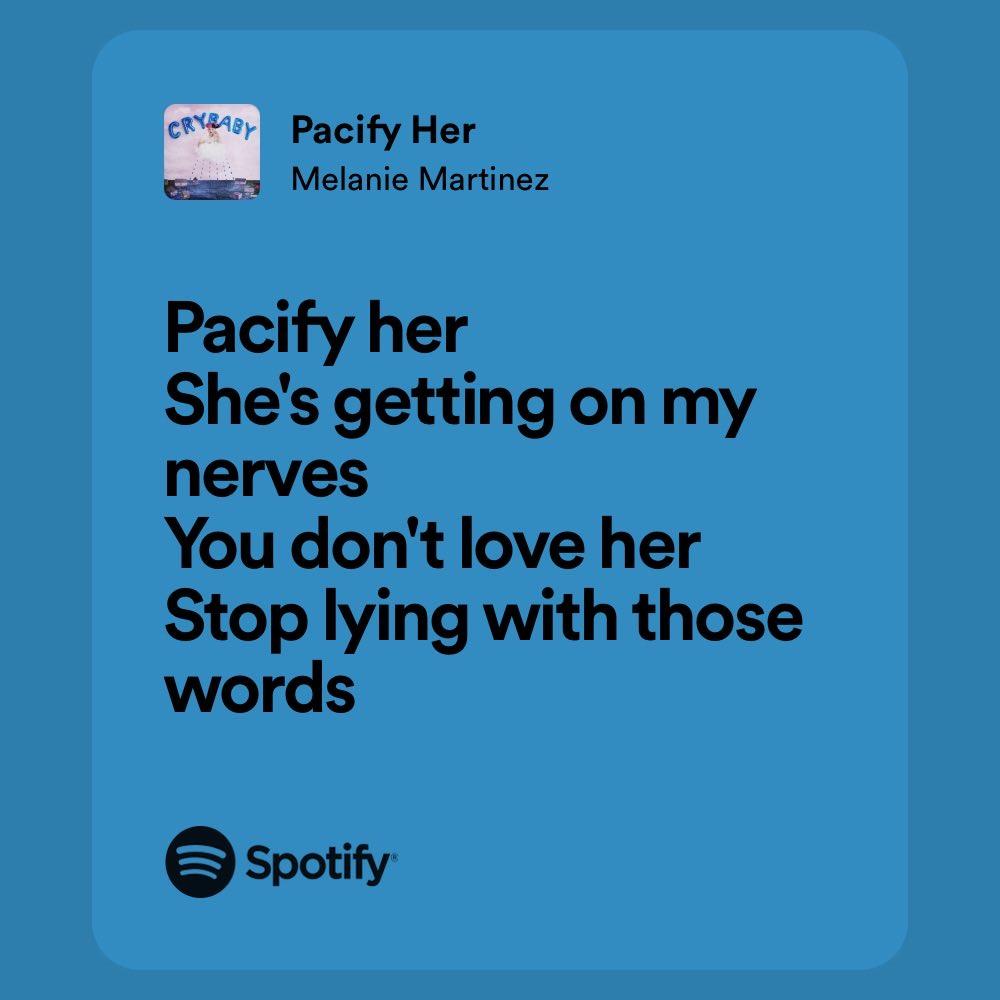 CRYBABY
Pacify Her
Melanie Martinez
Pacify her
She's getting on my
nerves
You don't love her
Stop lying with those
words
Spotify®